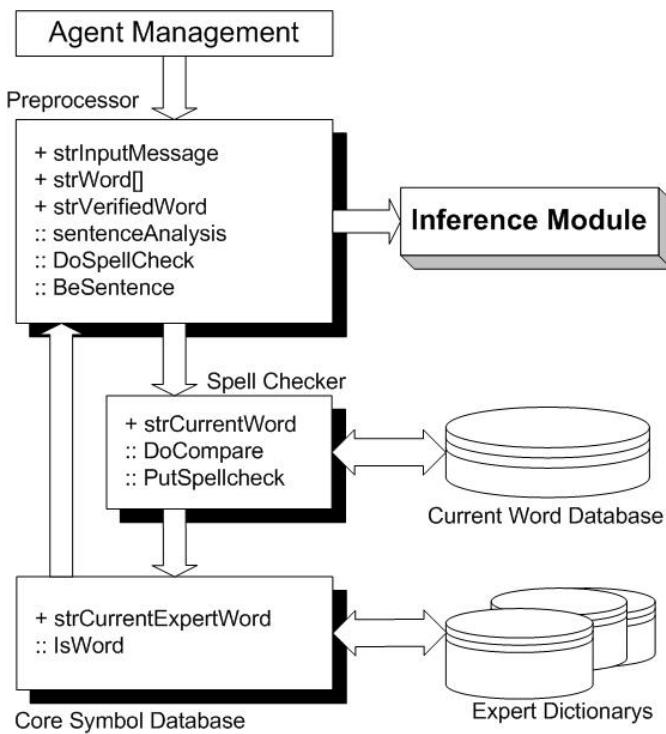 Agent Management
Preprocessor
+ strInputMessage
+ strWord[]
+ strVerifiedWord
:: sentenceAnalysis
:: DoSpellCheck
:: BeSentence
Inference Module
Spell Checker
+ strCurrentWord
:: DoCompare
:: PutSpellcheck
Current Word Database
+ strCurrentExpertWord
:: IsWord
Core Symbol Database
Expert Dictionarys